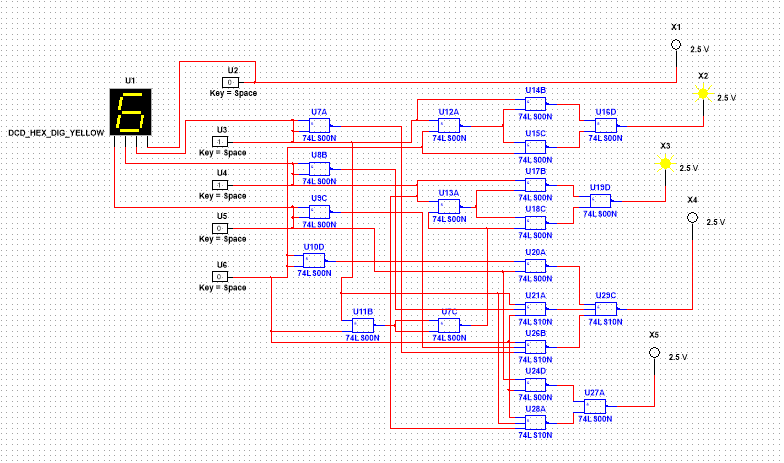 X1
2.5 V
U1
6
DCD_HEX_DIG_YELLOW
U2
0
Key = Space
X2
2.5 V
U14B
74LS00N
U7A
74LS00N
U3
1
Key = Space
U12A
74LS00N
U16D
74LS00N
U15C
74LS00N
X3
2.5 V
U8B
74LS00N
U4
1
Key = Space
U17B
74LS00N
U13A
74LS00N
U19D
74LS00N
U9C
74LS00N
U18C
74LS00N
X4
2.5 V
U5
0
Key = Space
U10D
74LS00N
U6
0
Key = Space
U20A
74LS00N
U21A
74LS10N
U29C
74LS10N
U11B
74LS00N
U7C
74LS00N
U26B
74LS10N
X5
2.5 V
U24D
74LS00N
U27A
74LS00N
U28A
74LS10N